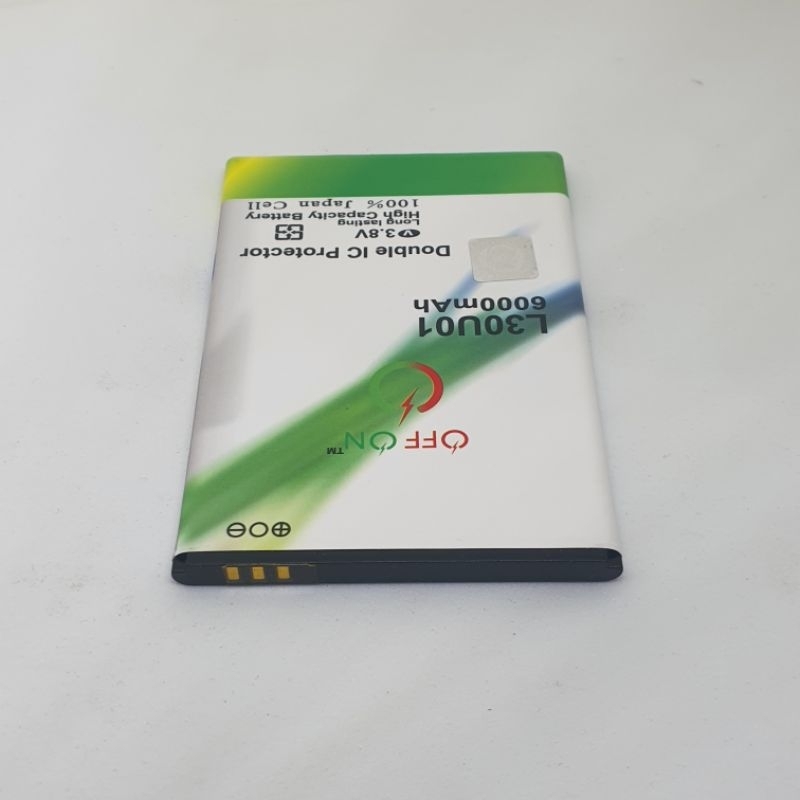 OFF ON™
L30U01
6000mAh
Double IC Protector
3.8V
Long lasting
High Capacity Battery
100% Japan Cell